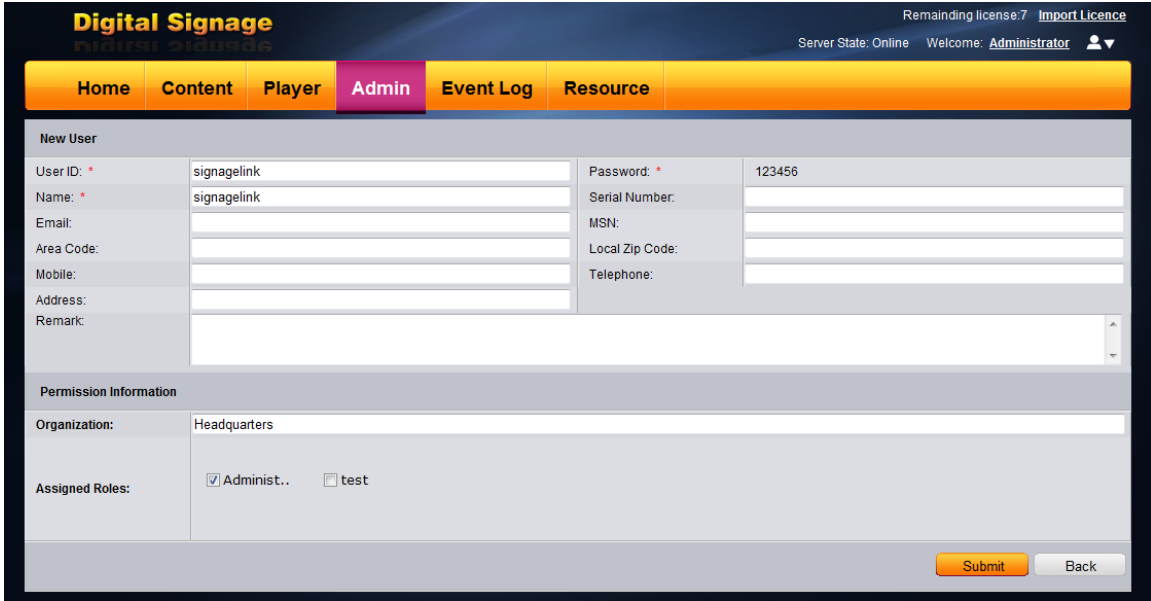 Digital Signage
Remainding license:7 Import Licence
Server State: Online Welcome: Administrator
Home Content Player Admin Event Log Resource
New User
User ID: * signagelink Password: * 123456
Name: * signagelink Serial Number:
Email: MSN:
Area Code: Local Zip Code:
Mobile: Telephone:
Address:
Remark:
Permission Information
Organization: Headquarters
Assigned Roles: Administ.. test
Submit Back